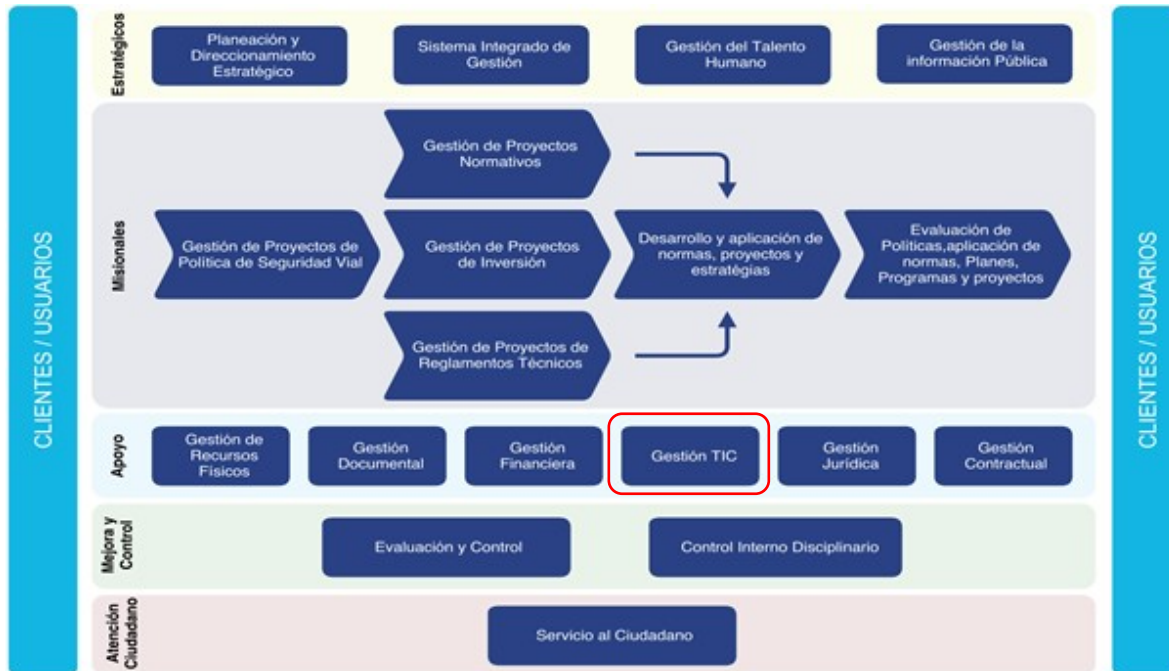 CLIENTES / USUARIOS
Estratégicos
Planeación y
Direccionamiento
Estratégico
Sistema Integrado de
Gestión
Gestión del Talento
Humano
Gestión de la
información Pública
Misionales
Gestión de Proyectos
Normativos
Gestión de Proyectos de
Política de Seguridad Vial
Gestión de Proyectos
de Inversión
Desarrollo y aplicación de
normas, proyectos y
estratégias
Evaluación de
Políticas,aplicación de
normas, Planes,
Programas y proyectos
Gestión de Proyectos de
Reglamentos Técnicos
Apoyo
Gestión de
Recursos
Físicos
Gestión
Documental
Gestión
Financiera
Gestión TIC
Gestión
Jurídica
Gestión
Contractual
Mejora y
Control
Evaluación y Control
Control Interno Disciplinario
Atención
Ciudadano
Servicio al Ciudadano
CLIENTES / USUARIOS